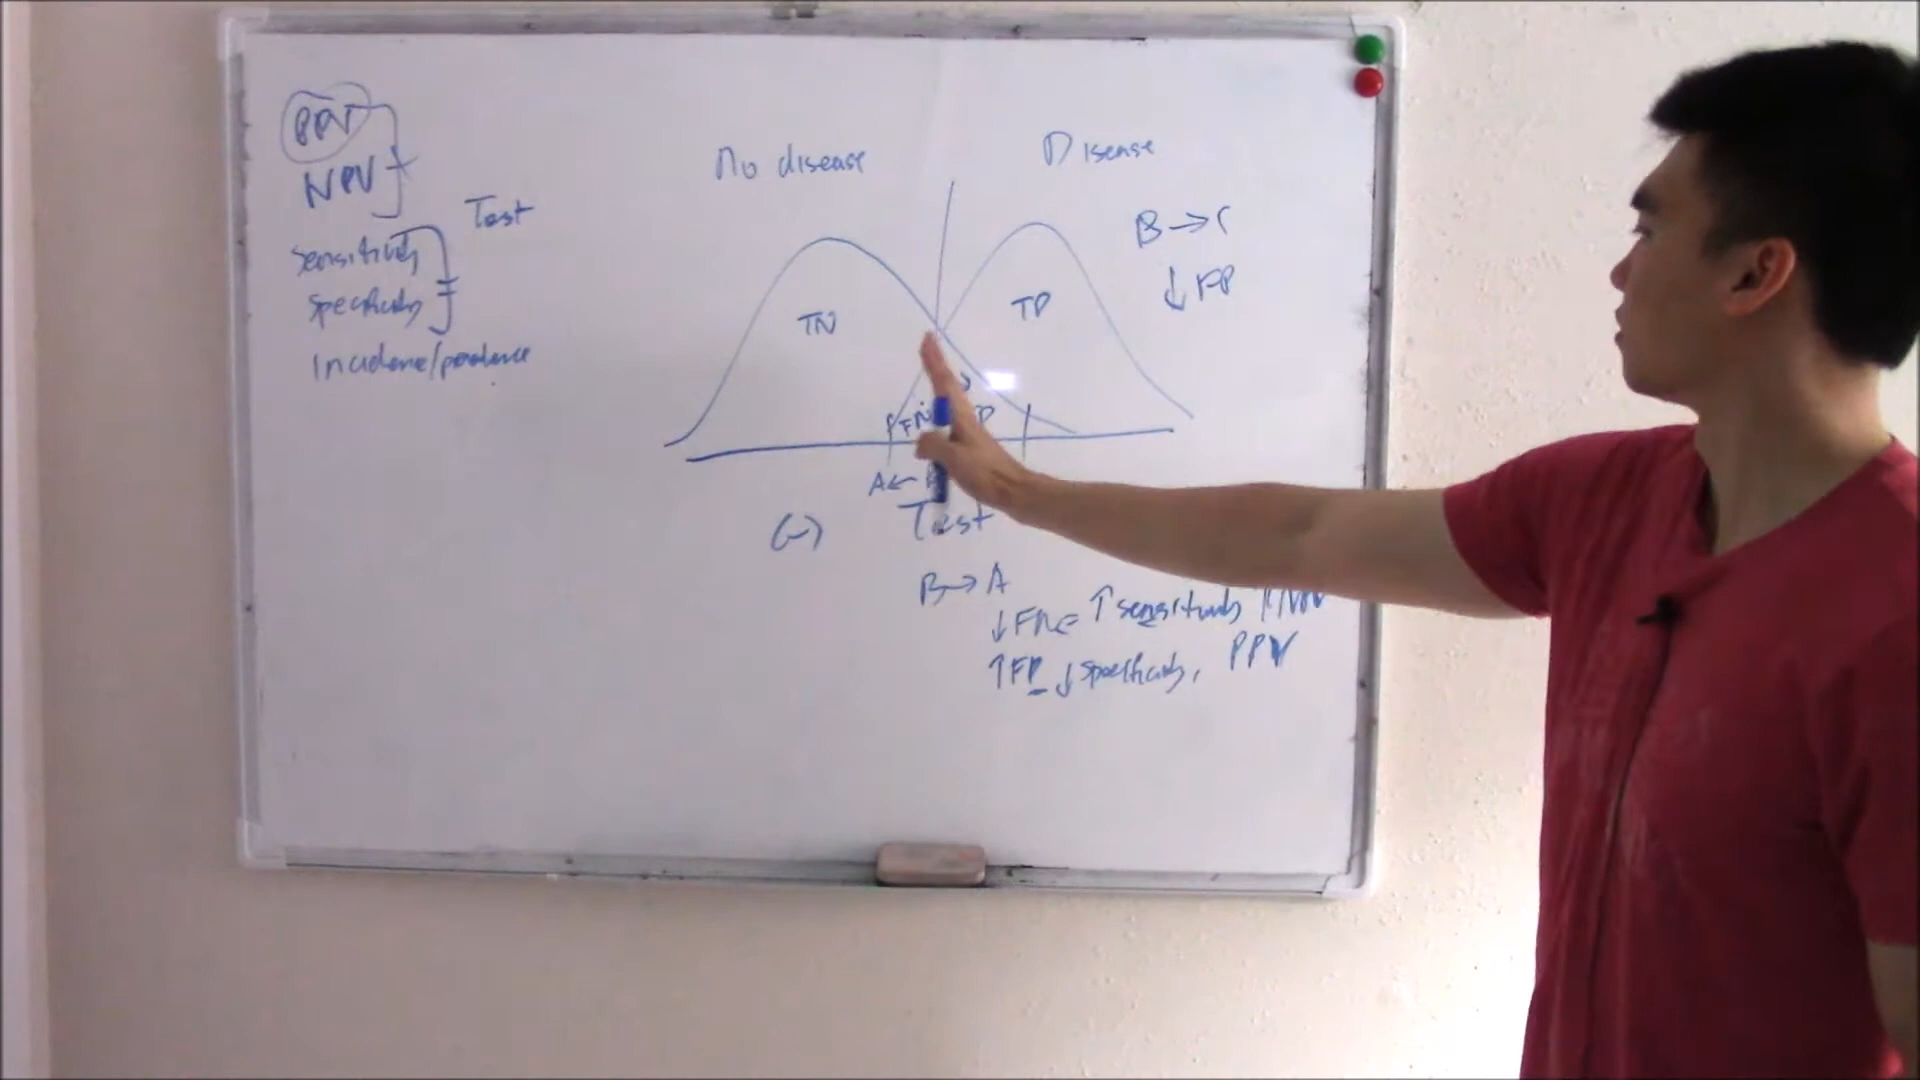 PPV
NPV
Test
Sensitivity
Specificity
Incidence/prevalence
No disease
Disease
B → C
↓ FP
TN
TP
FN
A ←
(-)
Test
B → A
↓ FN = ↑ sensitivity ↑ NPV
↑ FP ↓ specificity, PPV